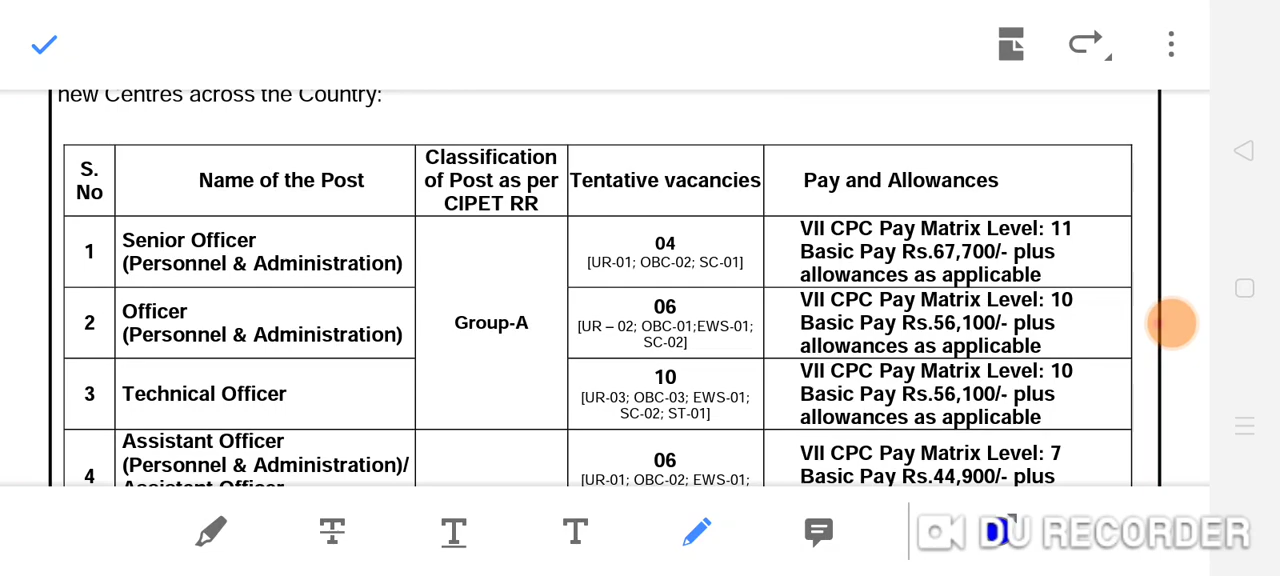 new Centres across the Country:
S. No
Name of the Post
Classification of Post as per CIPET RR
Tentative vacancies
Pay and Allowances
1
Senior Officer
(Personnel & Administration)
Group-A
04
[UR-01; OBC-02; SC-01]
VII CPC Pay Matrix Level: 11
Basic Pay Rs.67,700/- plus
allowances as applicable
2
Officer
(Personnel & Administration)
06
[UR – 02; OBC-01;EWS-01;
SC-02]
VII CPC Pay Matrix Level: 10
Basic Pay Rs.56,100/- plus
allowances as applicable
3
Technical Officer
10
[UR-03; OBC-03; EWS-01;
SC-02; ST-01]
VII CPC Pay Matrix Level: 10
Basic Pay Rs.56,100/- plus
allowances as applicable
4
Assistant Officer
(Personnel & Administration)/
Assistant Officer
06
[UR-01; OBC-02; EWS-01;
VII CPC Pay Matrix Level: 7
Basic Pay Rs.44,900/- plus
T
T
T
DU RECORDER